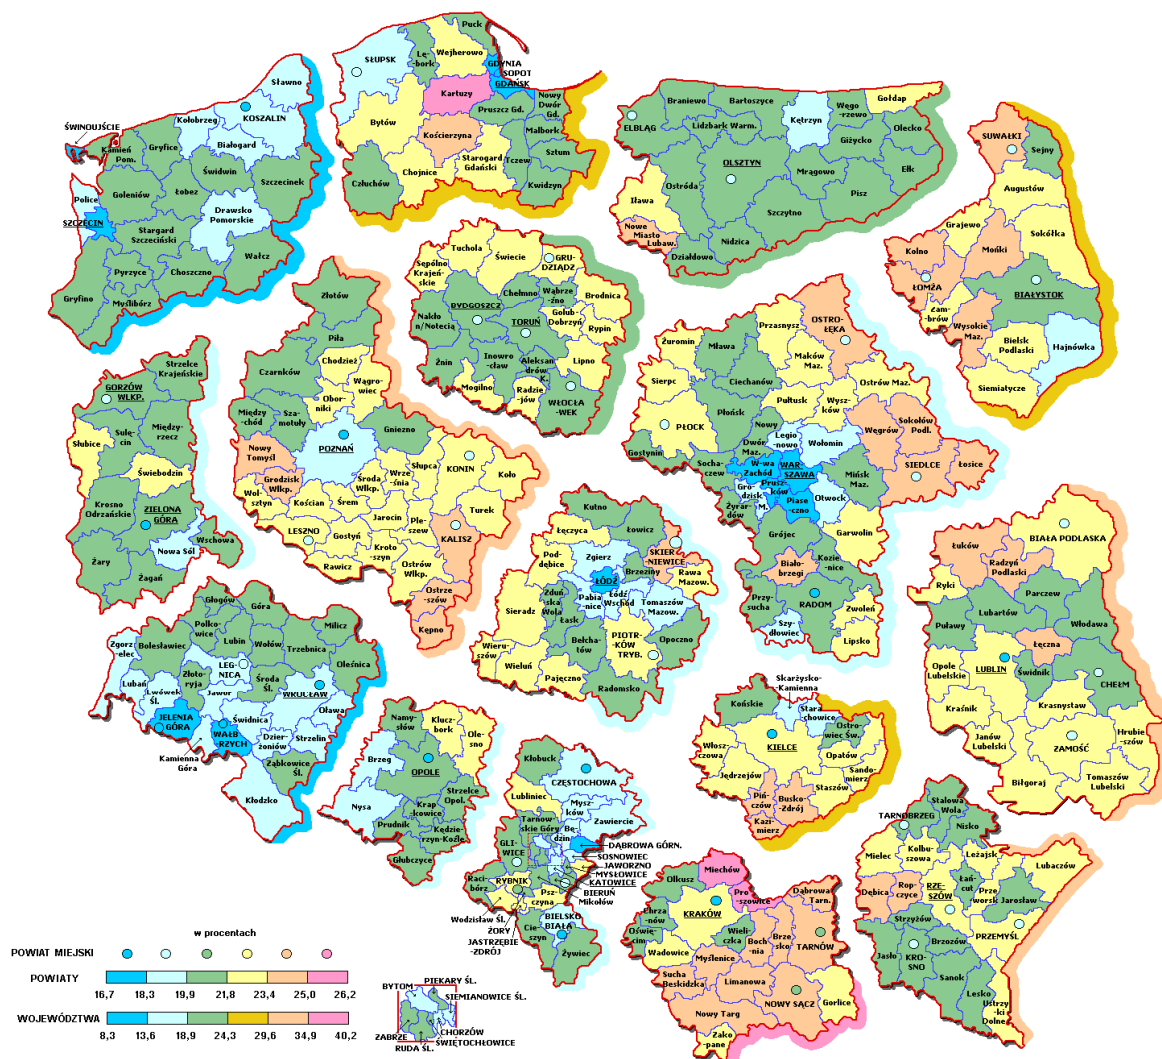 Sławno
KOSZALIN
Kołobrzeg
Białogard
ŚWINOUJŚCIE
Kamień
Pom.
Gryfice
Świdwin
Szczecinek
Goleniów
Łobez
Police
SZCZECIN
Drawsko
Pomorskie
Stargard
Szczeciński
Wałcz
Pyrzyce
Choszczno
Gryfino
Myślibórz
Puck
Wejherowo
Lę-
bork
SŁUPSK
GDYNIA
SOPOT
GDAŃSK
Kartuzy
Nowy
Dwór
Gd.
Pruszcz Gd.
Bytów
Kościerzyna
Malbork
Starogard
Gdański
Tczew
Sztum
Chojnice
Człuchów
Kwidzyn
Braniewo
Bartoszyce
Węgo-
rzewo
Gołdap
ELBLĄG
Lidzbark Warm.
Kętrzyn
Olecko
Giżycko
OLSZTYN
Mrągowo
Ełk
Ostróda
Pisz
Iława
Szczytno
Nowe
Miasto
Lubaw.
Nidzica
Działdowo
SUWAŁKI
Sejny
Augustów
Grajewo
Sokółka
Kolno
Mońki
ŁOMŻA
BIAŁYSTOK
Zam-
brów
Wysokie
Maz.
Bielsk
Podlaski
Hajnówka
Siemiatycze
Tuchola
Sępolno
Krajeń-
skie
Świecie
GRU-
DZIĄDZ
Chełmno
Wąbrze-
źno
Brodnica
BYDGOSZCZ
TORUŃ
Golub-
Dobrzyń
Rypin
Nakło
n/Notecią
Inowro
-cław
Aleksan-
drów
K.
Lipno
Żnin
Mogilno
Radzie
-jów
WŁOCŁA
-WEK
Strzelce
Krajeńskie
GORZÓW
WLKP.
Sulę-
cin
Między-
rzecz
Słubice
Świebodzin
Krosno
Odrzańskie
ZIELONA
GÓRA
Nowa Sól
Wschowa
Żary
Żagań
Złotów
Piła
Chodzież
Czarnków
Wągro-
wiec
Obor-
niki
Między
-chód
Sza-
motuły
Gniezno
POZNAŃ
Nowy
Tomyśl
Słupca
KONIN
Grodzisk
Wlkp.
Środa
Wlkp.
Wrze-
śnia
Koło
Wol-
sztyn
Kościan
Śrem
Turek
Jarocin
Ple-
szew
LESZNO
Gostyń
KALISZ
Kroto-
szyn
Rawicz
Ostrów
Wlkp.
Ostrze-
szów
Kępno
OSTRO-
ŁĘKA
Przasnysz
Żuromin
Mława
Maków
Maz.
Ostrów Maz.
Sierpc
Ciechanów
Pułtusk
Wysz-
ków
Płońsk
Sokołów
Podl.
PŁOCK
Nowy
Dwór
Maz.
Legio-
nowo
Wołomin
Węgrów
Gostynin
SIEDLCE
Łosice
Socha-
czew
W-wa
Zachód
WAR-
SZAWA
Mińsk
Maz.
Prusz-
ków
Gro-
dzisk
M.
Piase
-czno
Otwock
Żyrar-
dów
Garwolin
Grójec
Kozie-
nice
Biało-
brzegi
RADOM
Przy-
sucha
Zwoleń
Szy-
dłowiec
Lipsko
Kutno
Łęczyca
Łowicz
Pod-
dębice
Zgierz
SKIER
-NIEWICE
ŁÓDŹ
Brzeziny
Rawa
Mazow.
Sieradz
Zduń
ska
Wola
Pabia-
nice
Łódź
Wschód
Tomaszów
Mazow.
Łask
Bełcha-
tów
PIOTR-
KÓW
TRYB.
Opoczno
Wieru-
szów
Wieluń
Pajęczno
Radomsko
BIAŁA PODLASKA
Łuków
Radzyń
Podlaski
Ryki
Parczew
Lubartów
Włodawa
Puławy
Łęczna
LUBLIN
Świdnik
CHEŁM
Opole
Lubelskie
Kraśnik
Krasnystaw
Hrubie
szów
Janów
Lubelski
ZAMOŚĆ
Tomaszów
Lubelski
Biłgoraj
Głogów
Góra
Milicz
Polko-
wice
Lubin
Wołów
Trzebnica
Bolesławiec
Zgorz
-elec
LEG-
NICA
Oleśnica
Lubań
Złoto-
ryja
Środa
Śl.
Lwówek
Śl.
Jawor
WROCŁAW
Oława
JELENIA
GÓRA
WAŁB
RZYCH
Świdnica
Strzelin
Dzier-
żoniów
Kamienna
Góra
Ząbkowice
Śl.
Kłodzko
Namy-
słów
Klucz-
bork
Ole-
sno
Brzeg
OPOLE
Nysa
Strzelce
Opol.
Krap
-kowice
Prudnik
Kędzie-
rzyn-Koźle
Głubczyce
Kłobuck
CZĘSTOCHOWA
Lubliniec
Mysz-
ków
Zawiercie
Tarnow-
skie Góry
Bę-
dzin
DĄBROWA GÓRN.
GLI-
WICE
SOSNOWIEC
JAWORZNO
MYSŁOWICE
KATOWICE
Raci-
bórz
RYBNIK
Psz-
czyna
BIERUŃ
Mikołów
Wodzisław Śl.
ŻORY
JASTRZĘBIE
-ZDRÓJ
BIELSKO
BIAŁA
Cie-
szyn
Żywiec
Skarżysko-
Kamienna
Końskie
Stara
chowice
Ostro-
wiec Św.
KIELCE
Włosz-
czowa
Opatów
Jędrzejów
Sando-
mierz
Staszów
Piń-
czów
Busko-
Zdrój
Kazi-
mierz
Miechów
Olkusz
Pro-
szowice
Dąbrowa
Tarn.
Chrza-
nów
KRAKÓW
Oświę-
cim
Wieli-
czka
Boch-
nia
Brze-
sko
TARNÓW
Wadowice
Myślenice
Sucha
Beskidzka
Limanowa
NOWY SĄCZ
Gorlice
Nowy Targ
Zako-
pane
Stalowa
Wola
TARNOBRZEG
Nisko
Mielec
Kolbu-
szowa
Leżajsk
Lubaczów
Dębica
Rop-
czyce
RZE-
SZÓW
Łań-
cut
Prze
worsk
Jarosław
Strzyżów
PRZEMYŚL
Jasło
KRO-
SNO
Brzozów
Sanok
Lesko
Ustrzy-
ki
Dolne
PIEKARY ŚL.
BYTOM
SIEMIANOWICE ŚL.
CHORZÓW
ŚWIĘTOCHŁOWICE
ZABRZE
RUDA ŚL.
w procentach
POWIAT MIEJSKI
POWIATY
16,7 18,3 19,9 21,8 23,4 25,0 26,2
WOJEWÓDZTWA
8,3 13,6 18,9 24,3 29,6 34,9 40,2